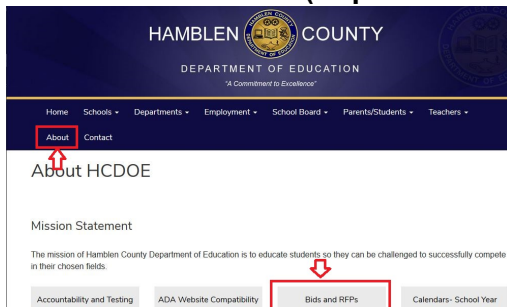 HAMBLEN COUNTY
DEPARTMENT OF EDUCATION
"A Commitment to Excellence"
Home Schools Departments Employment School Board Parents/Students Teachers
About Contact
About HCDOE
Mission Statement
The mission of Hamblen County Department of Education is to educate students so they can be challenged to successfully compete
in their chosen fields.
Accountability and Testing ADA Website Compatibility Bids and RFPs Calendars- School Year